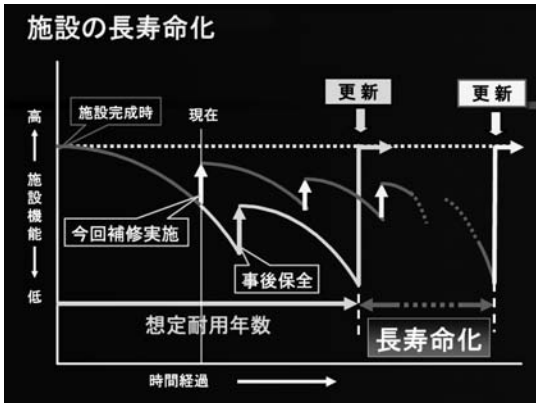 施設の長寿命化
更新
更新
施設完成時
現在
高
施設機能
低
今回補修実施
事後保全
想定耐用年数
長寿命化
時間経過